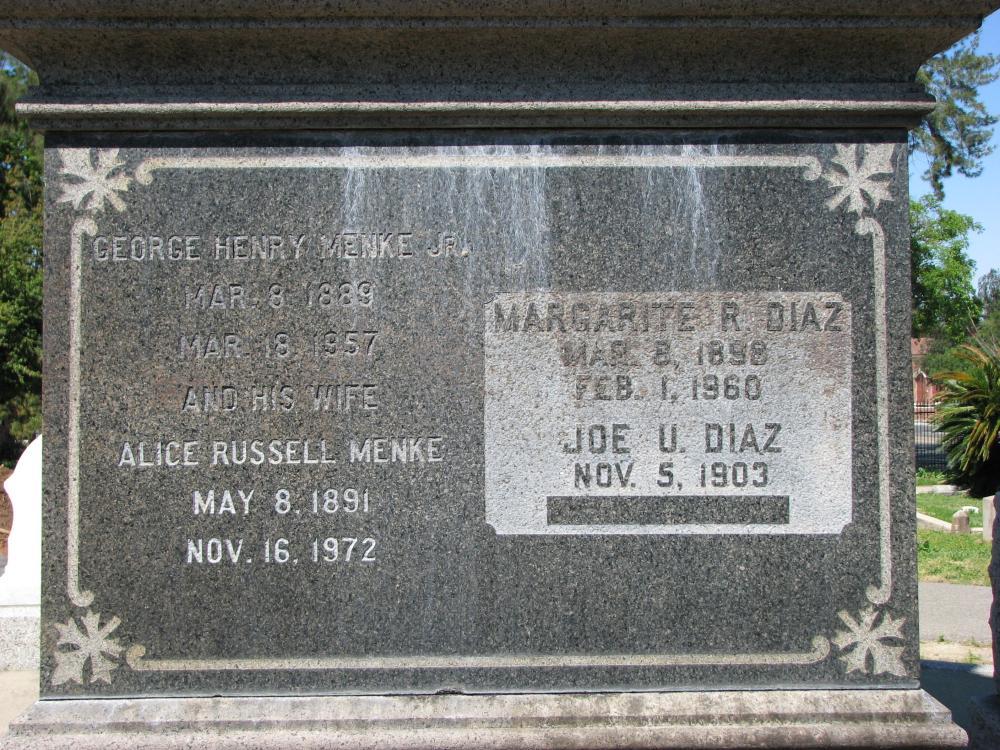 GEORGE HENRY MENKE JR.
MAR. 8 1889
MAR. 18 1957
AND HIS WIFE
ALICE RUSSELL MENKE
MAY 8, 1891
NOV. 16, 1972
MARGARITE R. DIAZ
MAR. 8, 1898
FEB. 1, 1960
JOE U. DIAZ
NOV. 5, 1903